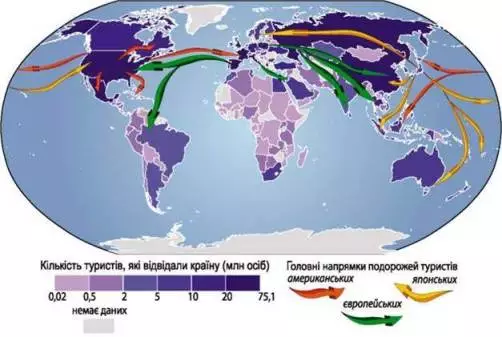 Кількість туристів, які відвідали країну (млн осіб)
0,02 0,5 2 5 10 20 75,1
немає даних
Головні напрямки подорожей туристів
американських
японських
європейських